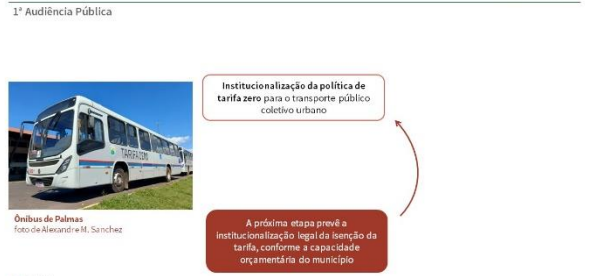 1ª Audiência Pública
Institucionalização da política de
tarifa zero para o transporte público
coletivo urbano
TARIFA ZERO
Ônibus de Palmas
foto de Alexandre M. Sanchez
A próxima etapa prevê a
institucionalização legal da isenção da
tarifa, conforme a capacidade
orçamentária do município